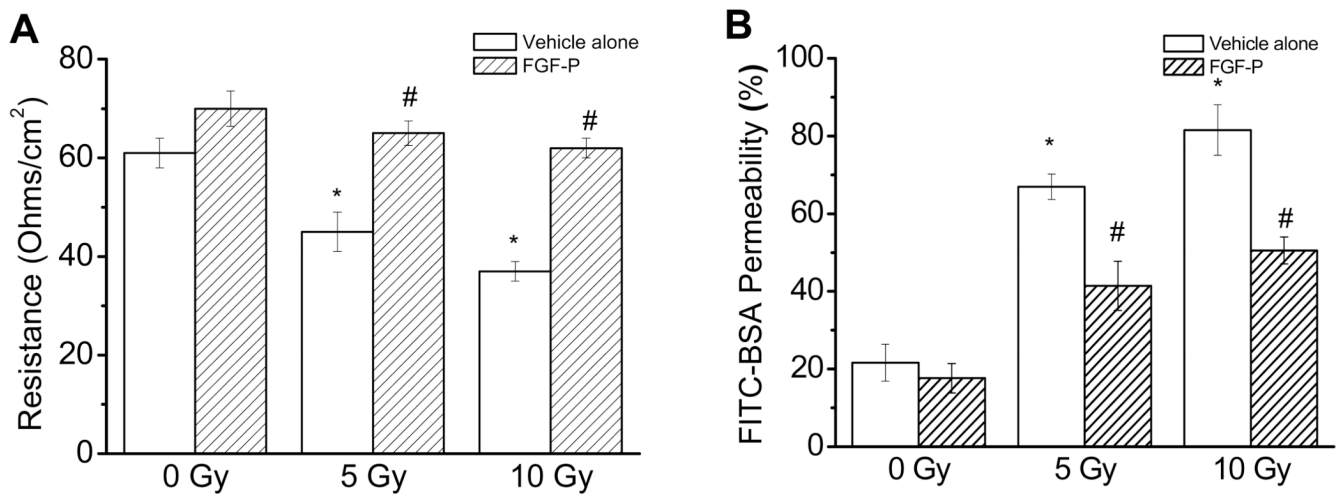 A
Vehicle alone
FGF-P
80
60
40
20
0
Resistance (Ohms/cm²)
*
#
*
#
0 Gy
5 Gy
10 Gy
B
Vehicle alone
FGF-P
100
80
60
40
20
0
FITC-BSA Permeability (%)
*
#
*
#
0 Gy
5 Gy
10 Gy